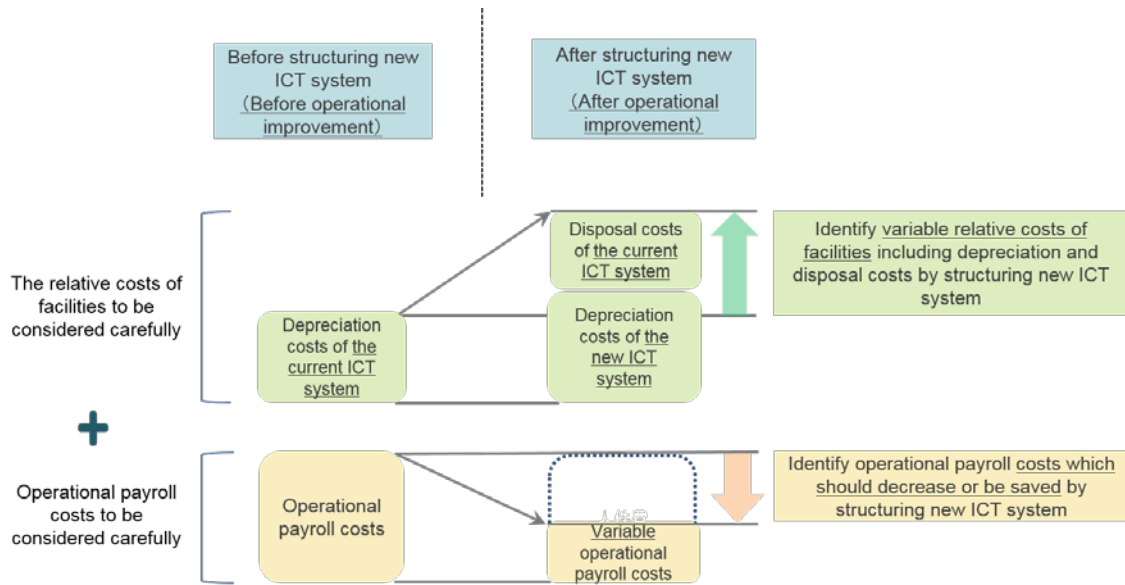 Before structuring new
ICT system
（Before operational
improvement）
After structuring new
ICT system
（After operational
improvement）
The relative costs of
facilities to be
considered carefully
Depreciation
costs of the
current ICT
system
Disposal costs
of the current
ICT system
Depreciation
costs of the
new ICT
system
Identify variable relative costs of
facilities including depreciation and
disposal costs by structuring new ICT
system
Operational payroll
costs to be
considered carefully
Operational
payroll costs
Variable
operational
payroll costs
Identify operational payroll costs which
should decrease or be saved by
structuring new ICT system